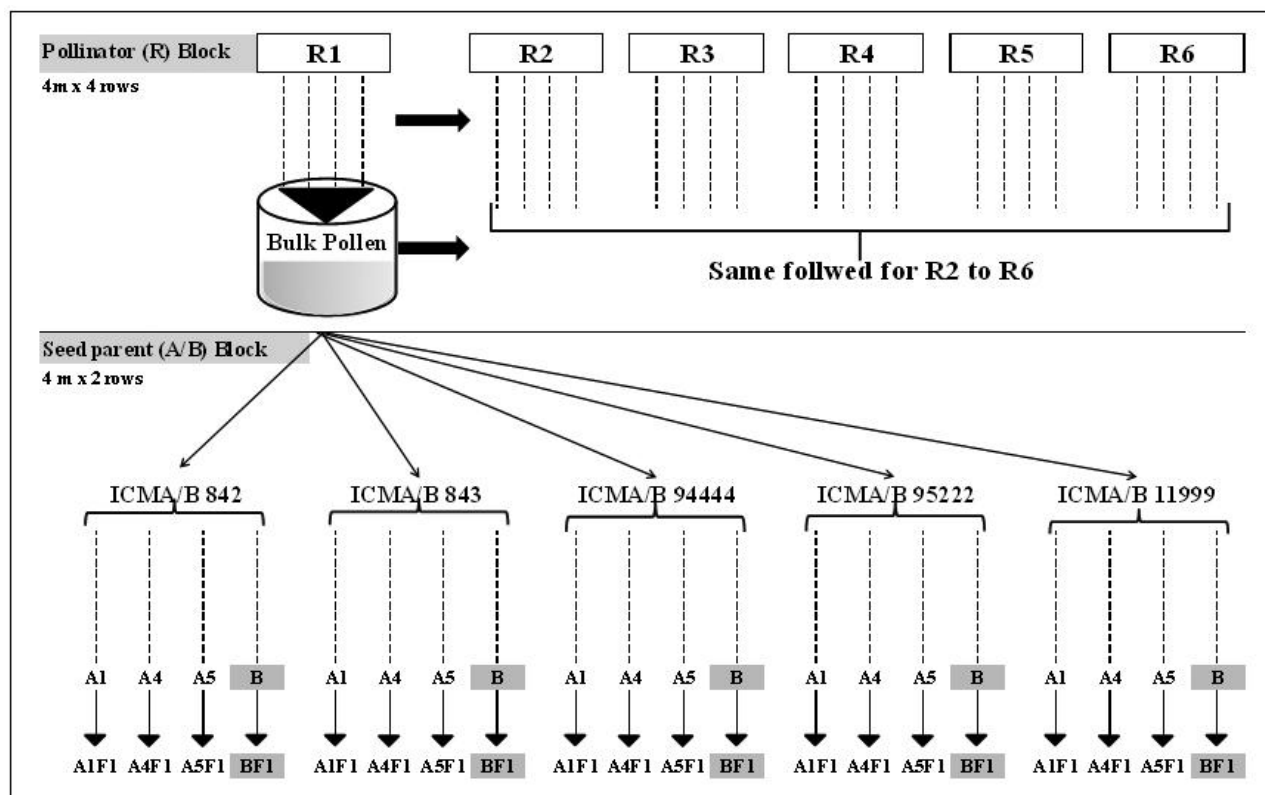 Pollinator (R) Block
R1 R2 R3 R4 R5 R6
4m x 4 rows
Bulk Pollen
Same follwed for R2 to R6
Seed parent (A/B) Block
4 m x 2 rows
ICMA/B 842 ICMA/B 843 ICMA/B 94444 ICMA/B 95222 ICMA/B 11999
A1 A4 A5 B A1 A4 A5 B A1 A4 A5 B A1 A4 A5 B A1 A4 A5 B
A1F1 A4F1 A5F1 BF1 A1F1 A4F1 A5F1 BF1 A1F1 A4F1 A5F1 BF1 A1F1 A4F1 A5F1 BF1 A1F1 A4F1 A5F1 BF1